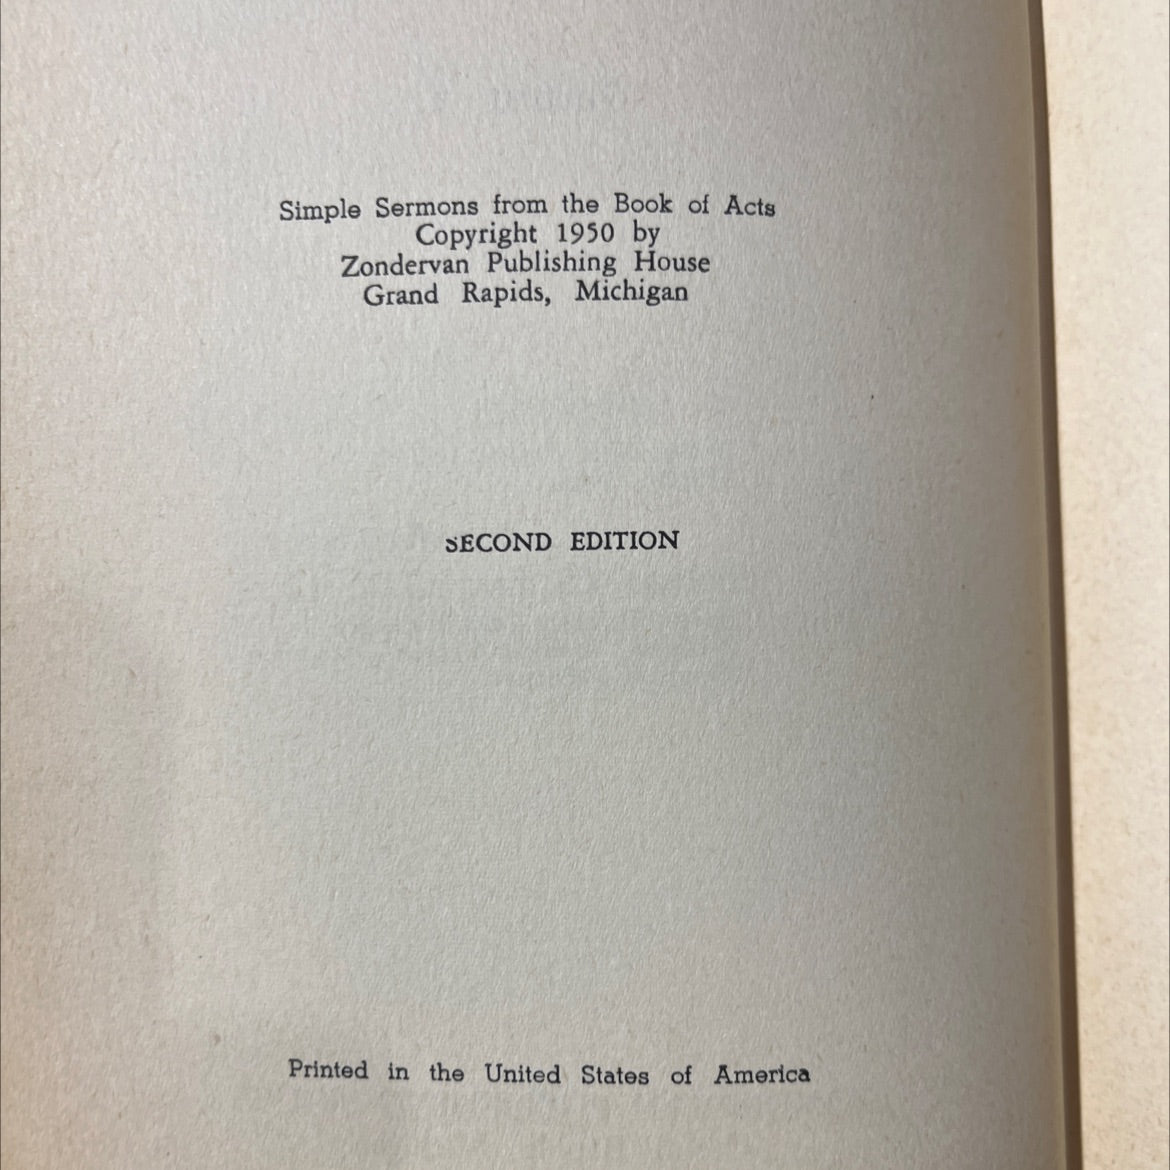 Simple Sermons from the Book of Acts
Copyright 1950 by
Zondervan Publishing House
Grand Rapids, Michigan
SECOND EDITION
Printed in the United States of America